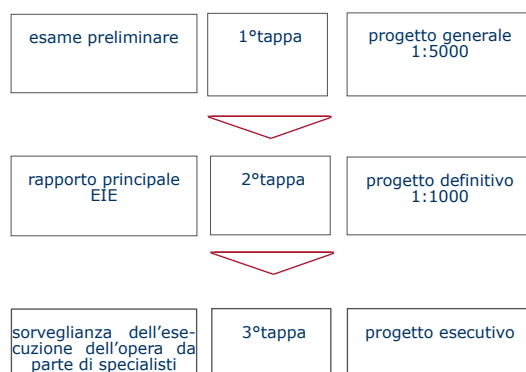 esame preliminare
1°tappa
progetto generale
1:5000
rapporto principale
EIE
2°tappa
progetto definitivo
1:1000
sorveglianza dell'ese-
cuzione dell'opera da
parte di specialisti
3°tappa
progetto esecutivo